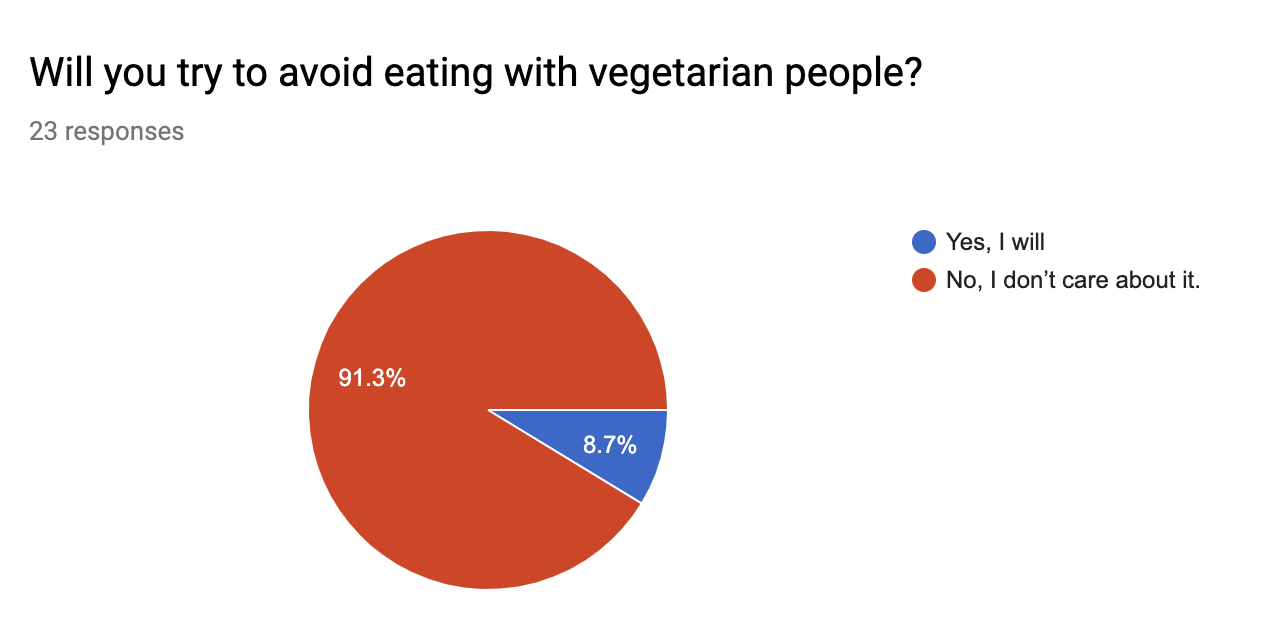 Will you try to avoid eating with vegetarian people?
23 responses
Yes, I will
No, I don’t care about it.
91.3%
8.7%